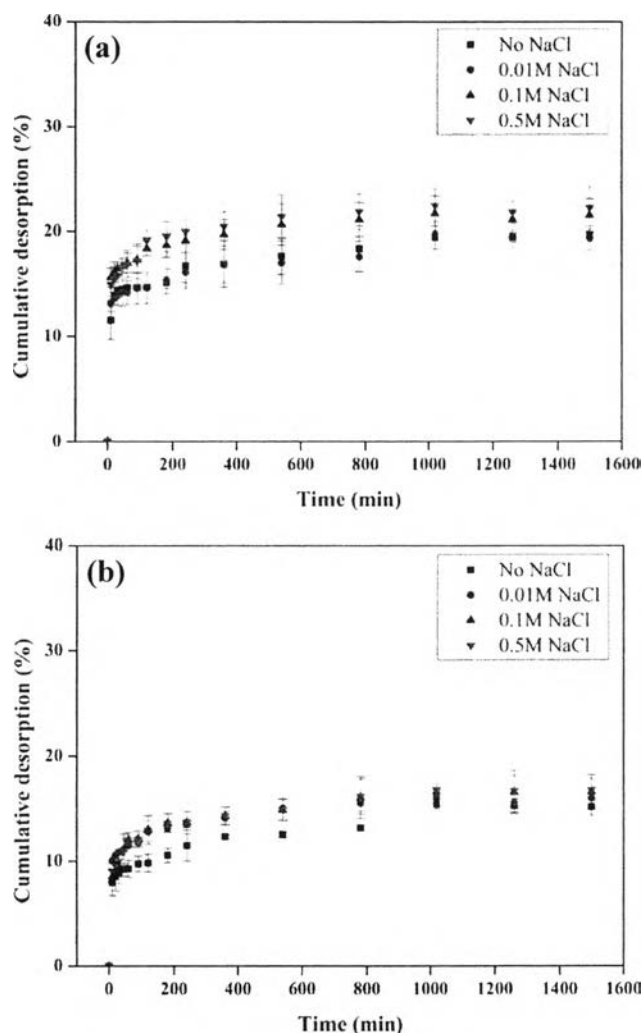 (a)
No NaCl
0.01M NaCl
0.1M NaCl
0.5M NaCl
40
30
20
10
0
Cumulative desorption (%)
0 200 400 600 800 1000 1200 1400 1600
Time (min)
(b)
No NaCl
0.01M NaCl
0.1M NaCl
0.5M NaCl
40
30
20
10
0
Cumulative desorption (%)
0 200 400 600 800 1000 1200 1400 1600
Time (min)